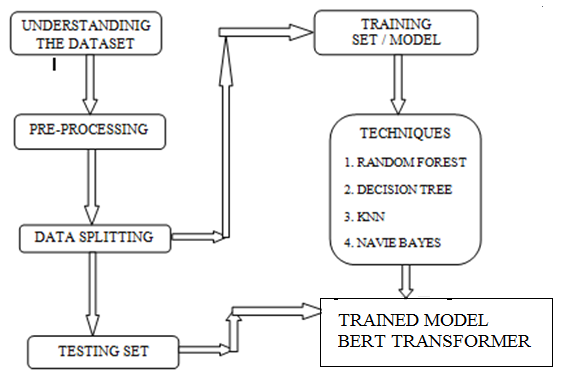 UNDERSTANDINIG
THE DATASET
PRE-PROCESSING
DATA SPLITTING
TESTING SET
TRAINING
SET / MODEL
TECHNIQUES
1. RANDOM FOREST
2. DECISION TREE
3. KNN
4. NAVIE BAYES
TRAINED MODEL
BERT TRANSFORMER